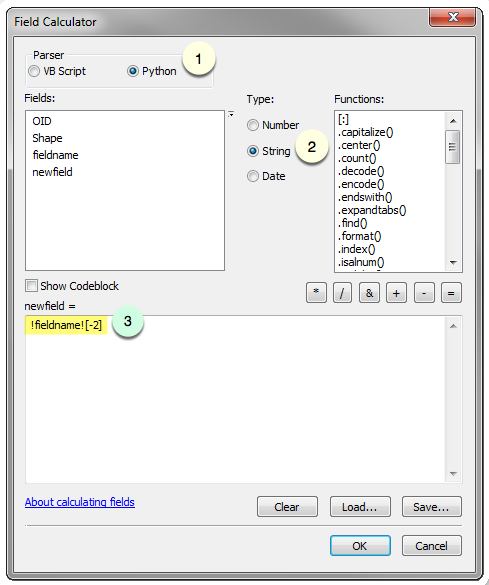 Field Calculator
Parser
VB Script
Python
1
Fields:
OID
Shape
fieldname
newfield
Type:
Number
String
2
Date
Functions:
[:]
.capitalize()
.center()
.count()
.decode()
.encode()
.endswith()
.expandtabs()
.find()
.format()
.index()
.isalnum()
Show Codeblock
* / & + - =
newfield =
!fieldname![-2]
3
About calculating fields
Clear
Load...
Save...
OK
Cancel